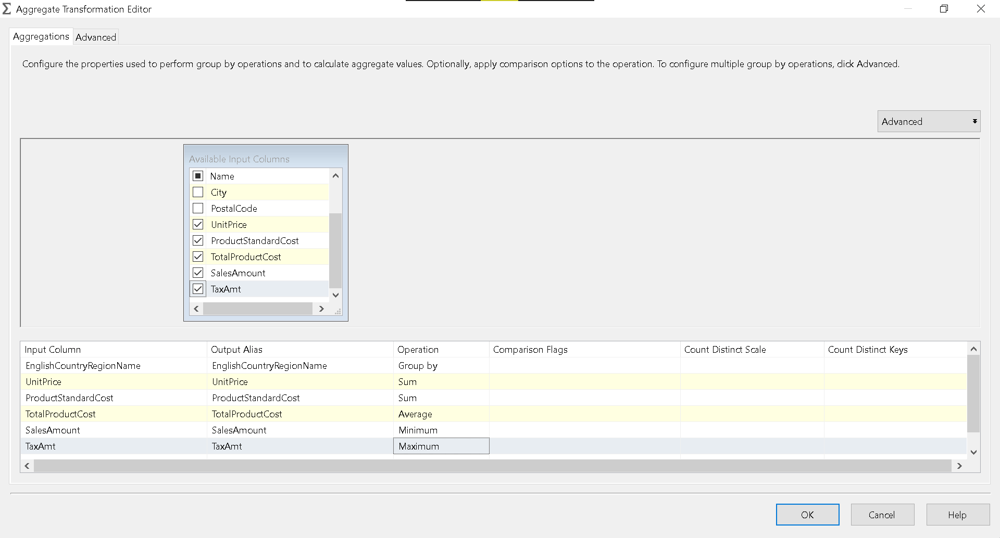 Aggregate Transformation Editor
Aggregations Advanced
Configure the properties used to perform group by operations and to calculate aggregate values. Optionally, apply comparison options to the operation. To configure multiple group by operations, click Advanced.
Advanced
Available Input Columns
Name
City
PostalCode
UnitPrice
ProductStandardCost
TotalProductCost
SalesAmount
TaxAmt
Input Column Output Alias Operation Comparison Flags Count Distinct Scale Count Distinct Keys
EnglishCountryRegionName EnglishCountryRegionName Group by
UnitPrice UnitPrice Sum
ProductStandardCost ProductStandardCost Sum
TotalProductCost TotalProductCost Average
SalesAmount SalesAmount Minimum
TaxAmt TaxAmt Maximum
OK Cancel Help